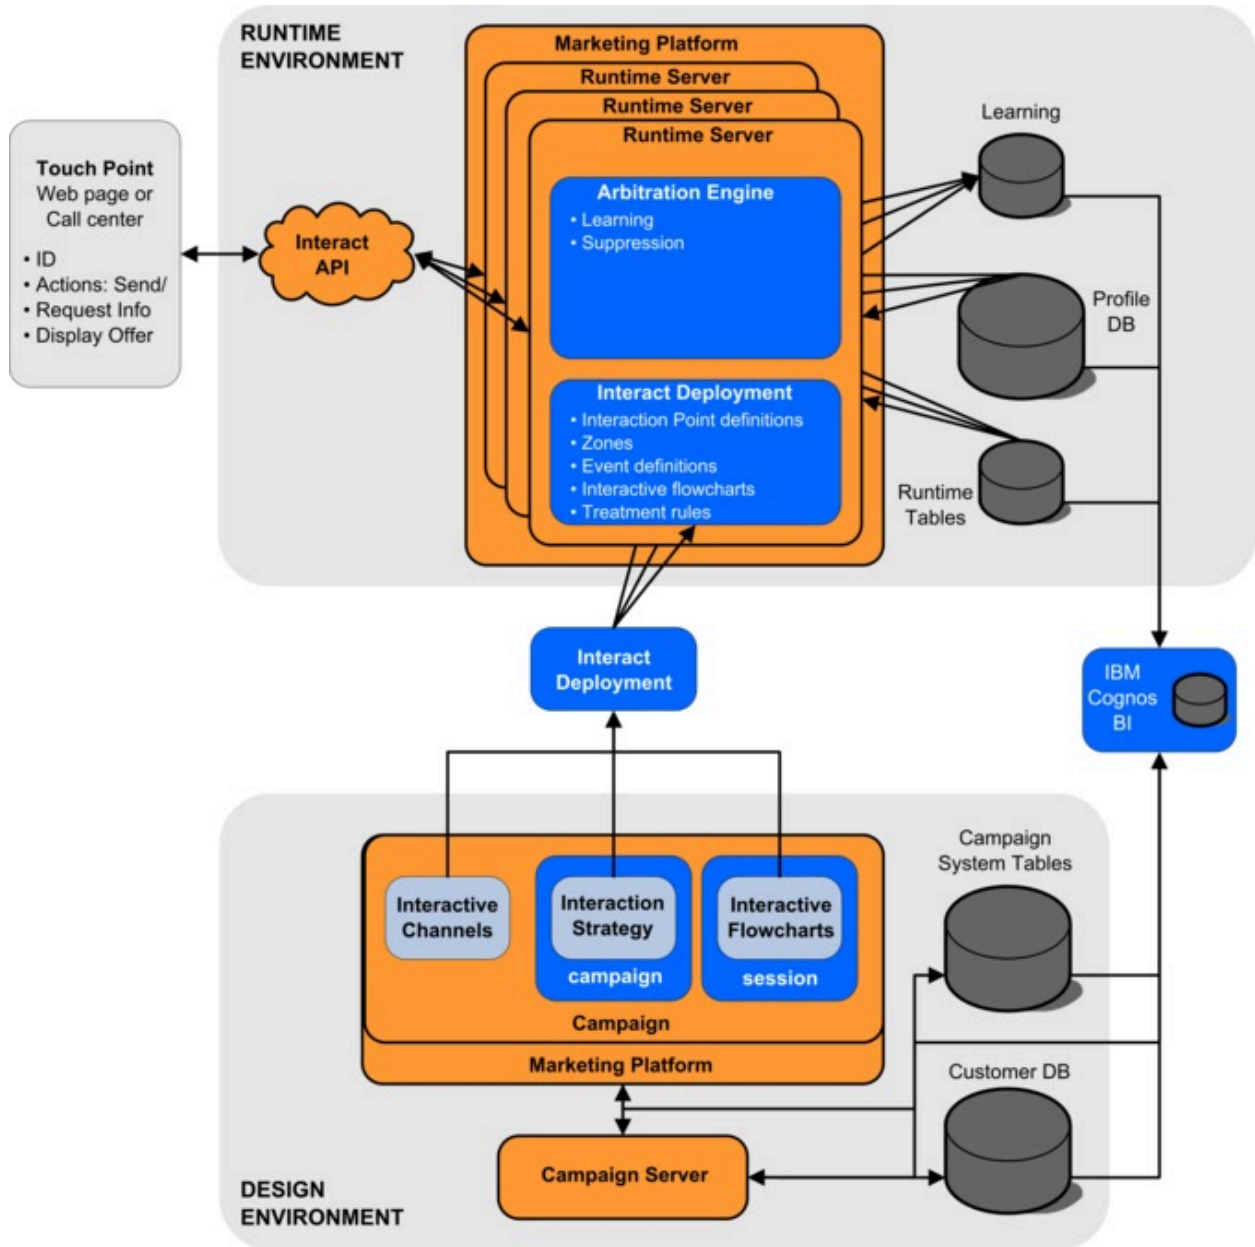 RUNTIME
ENVIRONMENT
Marketing Platform
Runtime Server
Runtime Server
Runtime Server
Touch Point
Web page or
Call center
• ID
• Actions: Send/
• Request Info
• Display Offer
Interact
API
Arbitration Engine
• Learning
• Suppression
Interact Deployment
• Interaction Point definitions
• Zones
• Event definitions
• Interactive flowcharts
• Treatment rules
Learning
Profile
DB
Runtime
Tables
Interact
Deployment
IBM
Cognos
BI
Interactive
Channels
Interaction
Strategy
campaign
Interactive
Flowcharts
session
Campaign
Marketing Platform
Campaign
System Tables
Customer DB
Campaign Server
DESIGN
ENVIRONMENT